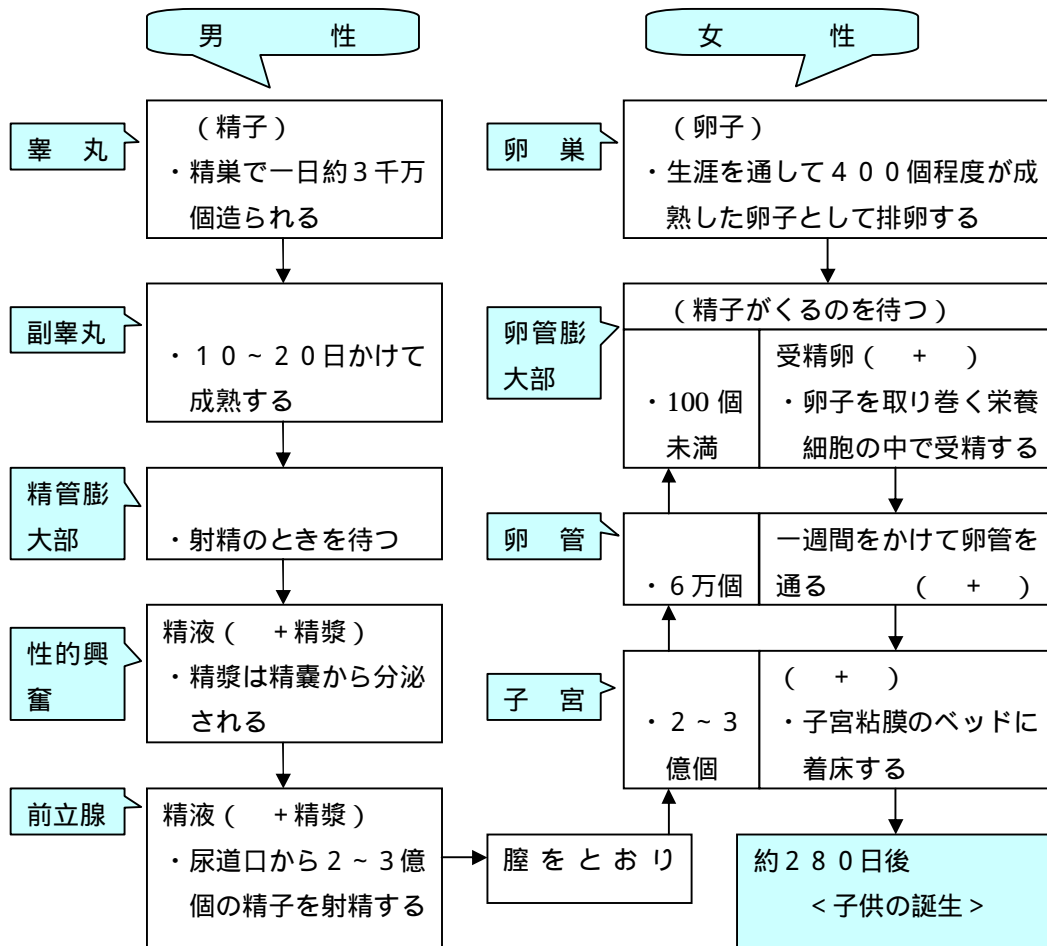 男 性
睾 丸
（精子）
・精巣で一日約３千万
個造られる
副睾丸
・１０～２０日かけて
成熟する
精管膨
大部
・射精のときを待つ
性的興
奮
精液（ +精漿）
・精漿は精嚢から分泌
される
前立腺
精液（ +精漿）
・尿道口から２～３億
個の精子を射精する
膣をとおり
女 性
卵 巣
（卵子）
・生涯を通して４００個程度が成
熟した卵子として排卵する
卵管膨
大部
（精子がくるのを待つ）
・100 個
未満
受精卵（ + ）
・卵子を取り巻く栄養
細胞の中で受精する
卵 管
・６万個
一週間をかけて卵管を
通る （ + ）
子 宮
・２～３
億個
（ + ）
・子宮粘膜のベッドに
着床する
約２８０日後
＜子供の誕生＞